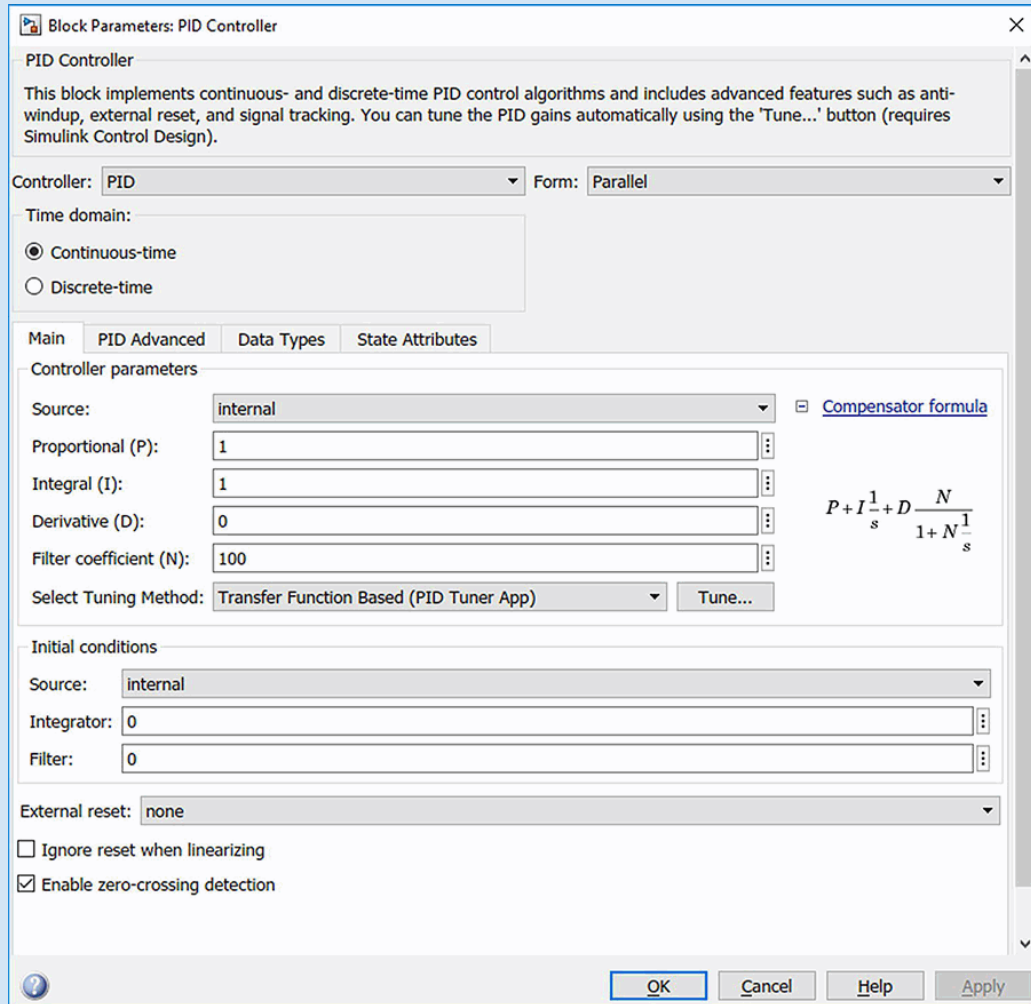 Block Parameters: PID Controller
PID Controller
This block implements continuous- and discrete-time PID control algorithms and includes advanced features such as anti-
windup, external reset, and signal tracking. You can tune the PID gains automatically using the 'Tune...' button (requires
Simulink Control Design).
Controller: PID Form: Parallel
Time domain:
Continuous-time
Discrete-time
Main PID Advanced Data Types State Attributes
Controller parameters
Source: internal Compensator formula
Proportional (P): 1
Integral (I): 1
P+I 1/s +D N/(1+N 1/s)
Derivative (D): 0
Filter coefficient (N): 100
Select Tuning Method: Transfer Function Based (PID Tuner App) Tune...
Initial conditions
Source: internal
Integrator: 0
Filter: 0
External reset: none
Ignore reset when linearizing
Enable zero-crossing detection
? OK Cancel Help Apply